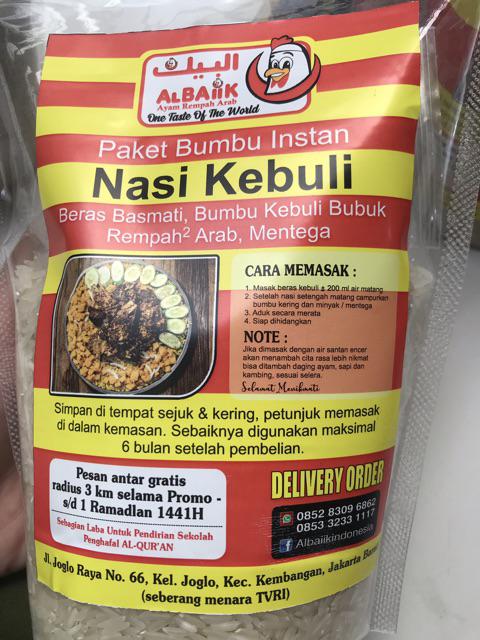 البيك
ALBAIIK
Ayam Rempah Arab
One Taste Of The World
Paket Bumbu Instan
Nasi Kebuli
Beras Basmati, Bumbu Kebuli Bubuk
Rempah² Arab, Mentega
CARA MEMASAK :
1. Masak beras kebuli ± 200 ml air matang
2. Setelah nasi setengah matang campurkan
bumbu kering dan minyak / mentega
3. Aduk secara merata
4. Siap dihidangkan
NOTE :
Jika dimasak dengan air santan encer
akan menambah cita rasa lebih nikmat
bisa ditambah daging ayam, sapi dan
kambing, sesuai selera.
Selamat Menikmati
Simpan di tempat sejuk & kering, petunjuk memasak
di dalam kemasan. Sebaiknya digunakan maksimal
6 bulan setelah pembelian.
Pesan antar gratis
radius 3 km selama Promo -
s/d 1 Ramadlan 1441H
Sebagian Laba Untuk Pendirian Sekolah
Penghafal AL-QUR'AN
DELIVERY ORDER
0852 8309 6862
0853 3233 1117
Albaiikindonesia
Jl. Joglo Raya No. 66, Kel. Joglo, Kec. Kembangan, Jakarta Barat
(seberang menara TVRI)